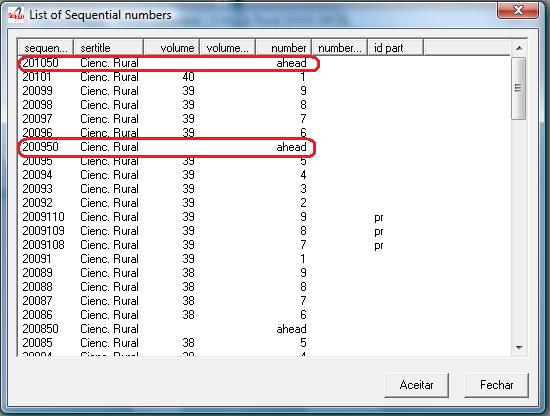 List of Sequential numbers
sequen... sertitle volume volume... number number... id part
201050 Cienc. Rural ahead
20101 Cienc. Rural 40 1
20099 Cienc. Rural 39 9
20098 Cienc. Rural 39 8
20097 Cienc. Rural 39 7
20096 Cienc. Rural 39 6
200950 Cienc. Rural ahead
20095 Cienc. Rural 39 5
20094 Cienc. Rural 39 4
20093 Cienc. Rural 39 3
20092 Cienc. Rural 39 2
2009110 Cienc. Rural 39 9 pr
2009109 Cienc. Rural 39 8 pr
2009108 Cienc. Rural 39 7 pr
20091 Cienc. Rural 39 1
20089 Cienc. Rural 38 9
20088 Cienc. Rural 38 8
20087 Cienc. Rural 38 7
20086 Cienc. Rural 38 6
200850 Cienc. Rural ahead
20085 Cienc. Rural 38 5
20084 Cienc. Rural 38 4
Aceitar Fechar